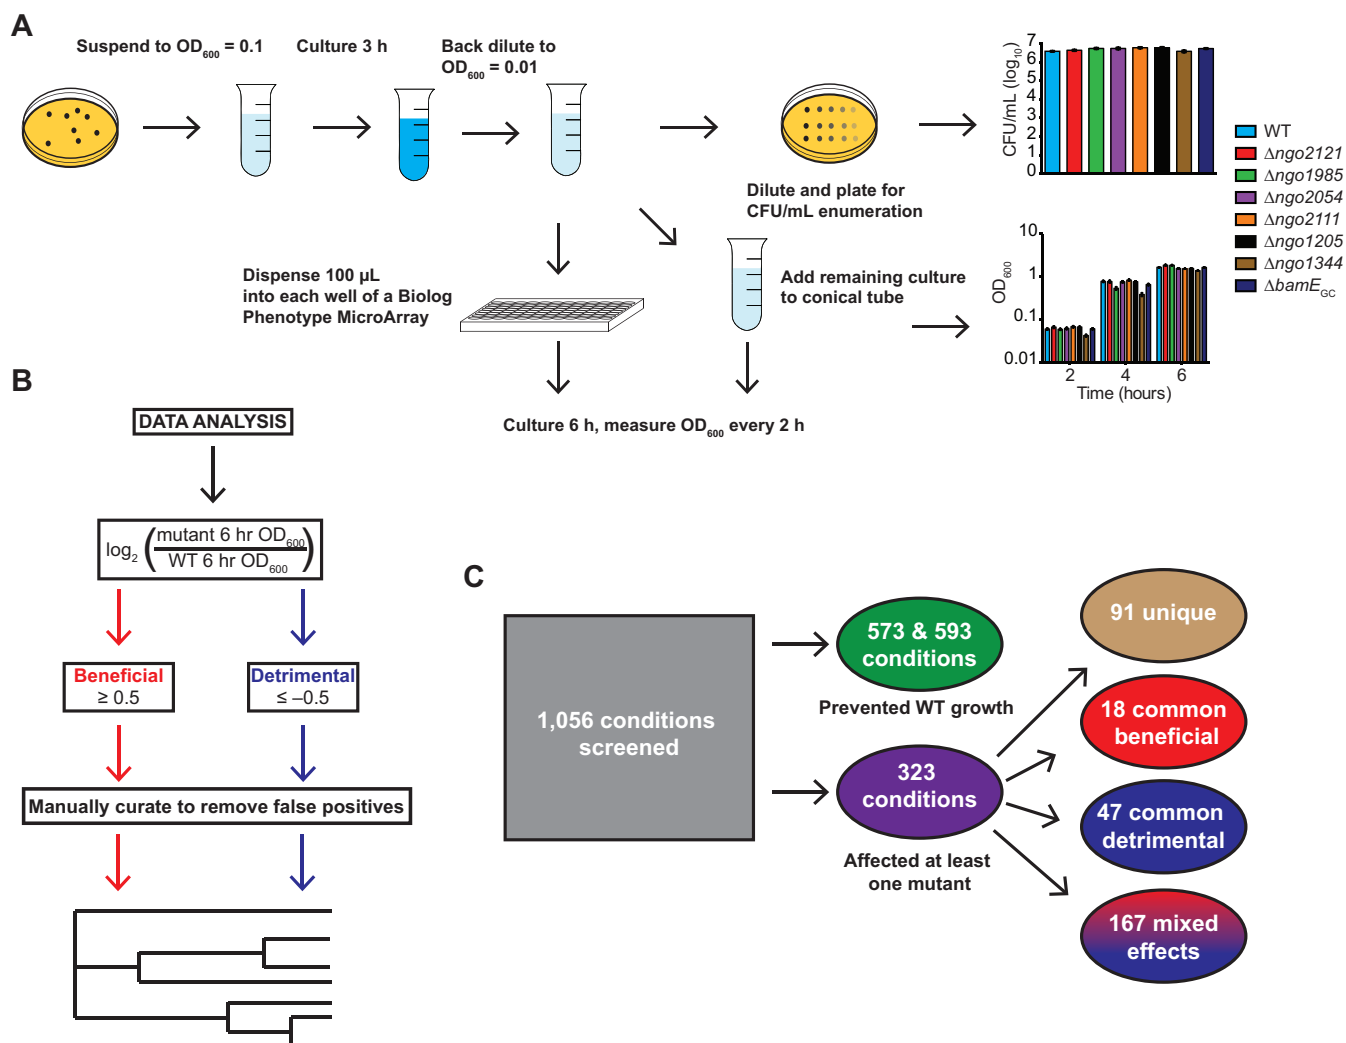 A
Suspend to OD600 = 0.1
Culture 3 h
Back dilute to
OD600 = 0.01
Dilute and plate for
CFU/mL enumeration
Dispense 100 µL
into each well of a Biolog
Phenotype MicroArray
Add remaining culture
to conical tube
Culture 6 h, measure OD600 every 2 h
CFU/mL (log10)
7
6
5
4
3
2
1
0
OD600
10
1
0.1
0.01
2 4 6
Time (hours)
WT
Δngo2121
Δngo1985
Δngo2054
Δngo2111
Δngo1205
Δngo1344
ΔbamEGC
B
DATA ANALYSIS
log2 (mutant 6 hr OD600
WT 6 hr OD600)
Beneficial
≥ 0.5
Detrimental
≤ –0.5
Manually curate to remove false positives
C
1,056 conditions
screened
573 & 593
conditions
Prevented WT growth
323
conditions
Affected at least
one mutant
91 unique
18 common
beneficial
47 common
detrimental
167 mixed
effects